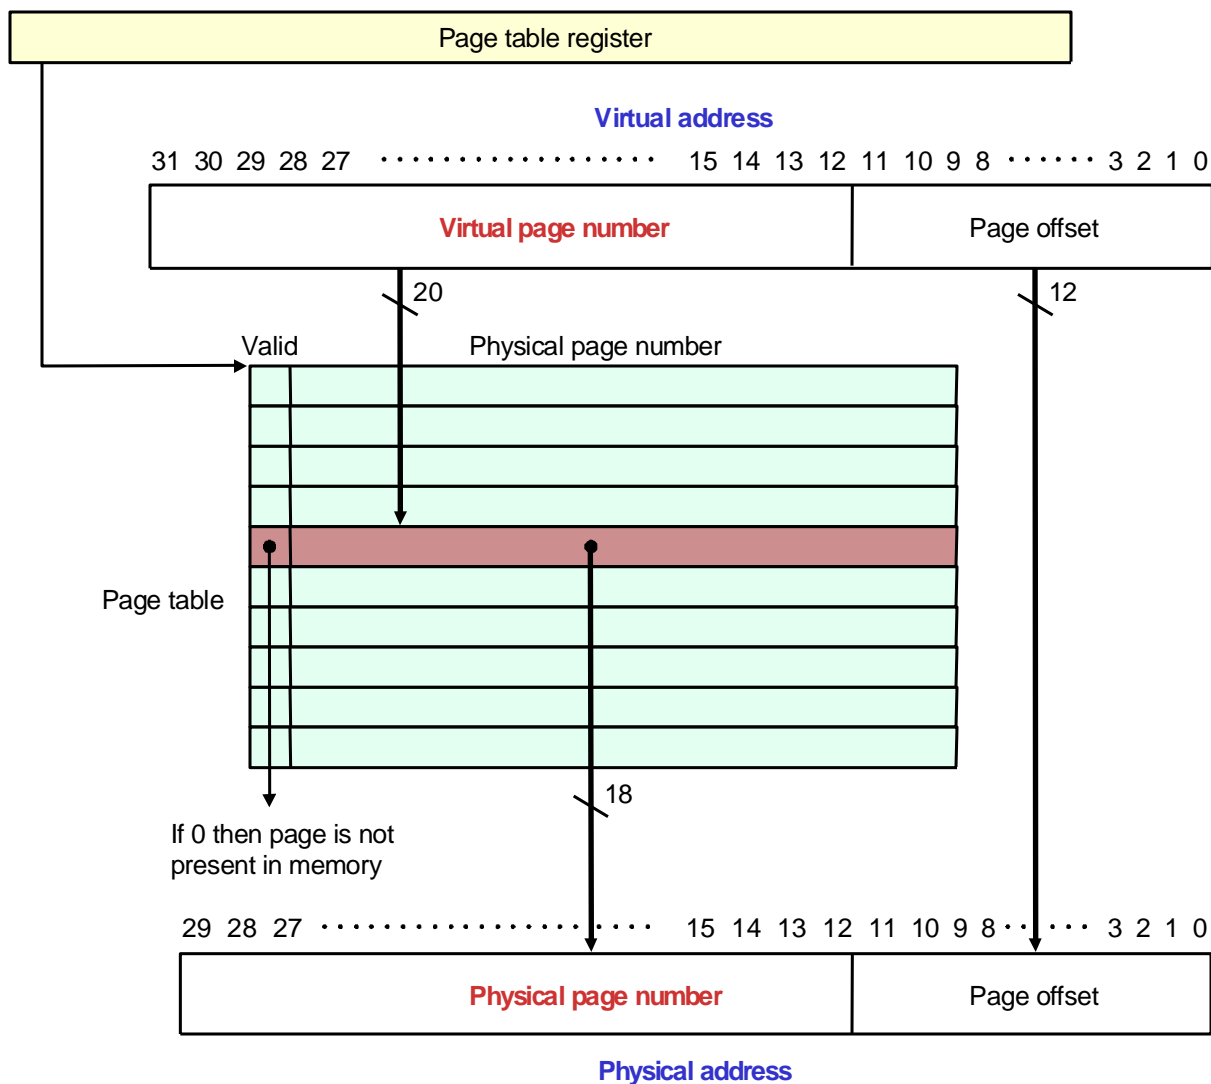 Page table register
Virtual address
31 30 29 28 27 ··················· 15 14 13 12 11 10 9 8 ······ 3 2 1 0
Virtual page number Page offset
20 12
Valid Physical page number
Page table
18
If 0 then page is not
present in memory
29 28 27 ······················· 15 14 13 12 11 10 9 8 ······ 3 2 1 0
Physical page number Page offset
Physical address